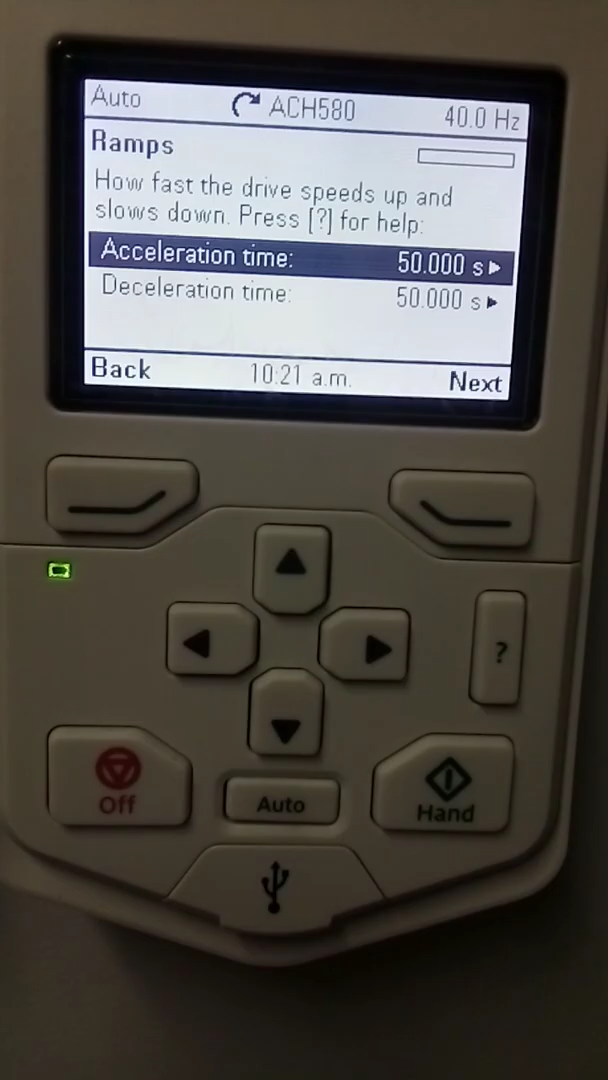 Auto ACH580 40.0 Hz
Ramps
How fast the drive speeds up and
slows down. Press [?] for help:
Acceleration time: 50.000 s
Deceleration time: 50.000 s
Back 10:21 a.m. Next
?
Off Auto Hand